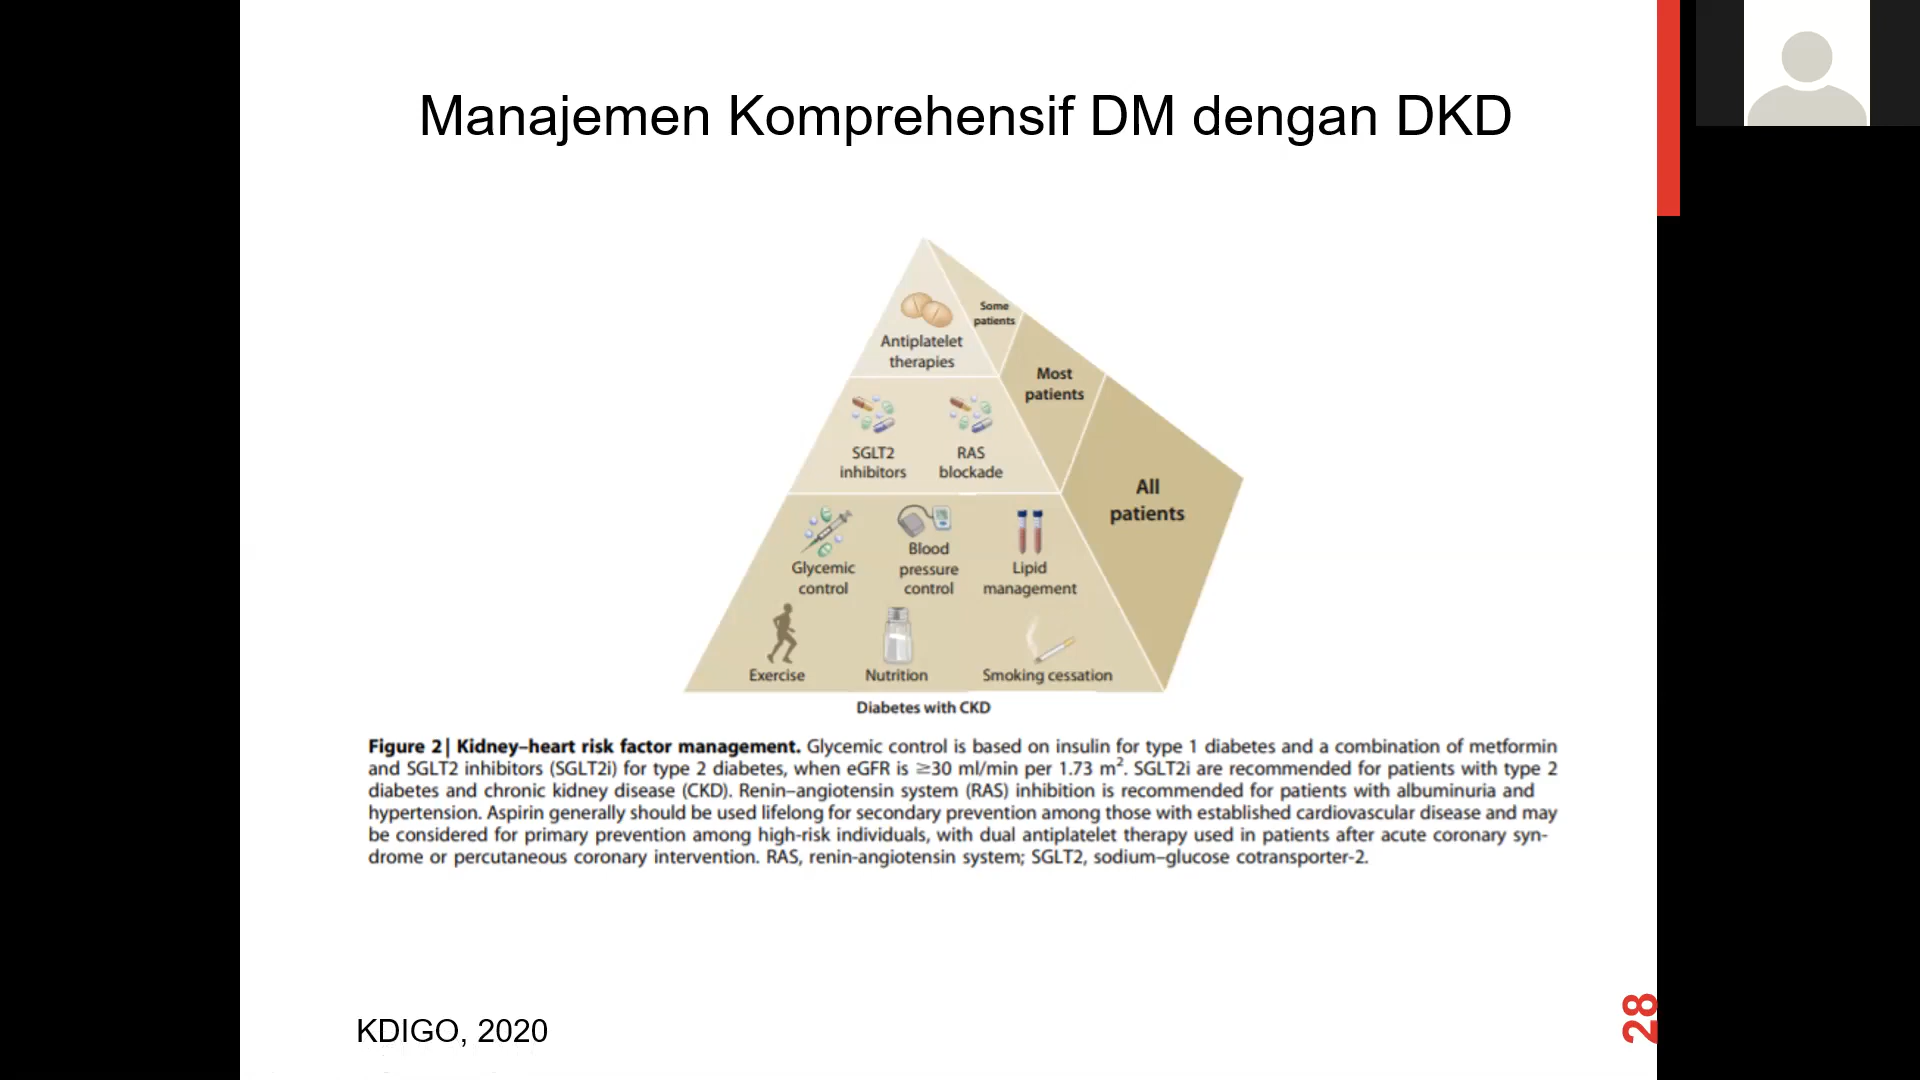 Manajemen Komprehensif DM dengan DKD
Some
patients
Antiplatelet
therapies
Most
patients
SGLT2
inhibitors
RAS
blockade
All
patients
Glycemic
control
Blood
pressure
control
Lipid
management
Exercise
Nutrition
Smoking cessation
Diabetes with CKD
Figure 2| Kidney–heart risk factor management. Glycemic control is based on insulin for type 1 diabetes and a combination of metformin
and SGLT2 inhibitors (SGLT2i) for type 2 diabetes, when eGFR is ≥30 ml/min per 1.73 m². SGLT2i are recommended for patients with type 2
diabetes and chronic kidney disease (CKD). Renin–angiotensin system (RAS) inhibition is recommended for patients with albuminuria and
hypertension. Aspirin generally should be used lifelong for secondary prevention among those with established cardiovascular disease and may
be considered for primary prevention among high-risk individuals, with dual antiplatelet therapy used in patients after acute coronary syn-
drome or percutaneous coronary intervention. RAS, renin-angiotensin system; SGLT2, sodium–glucose cotransporter-2.
KDIGO, 2020
28